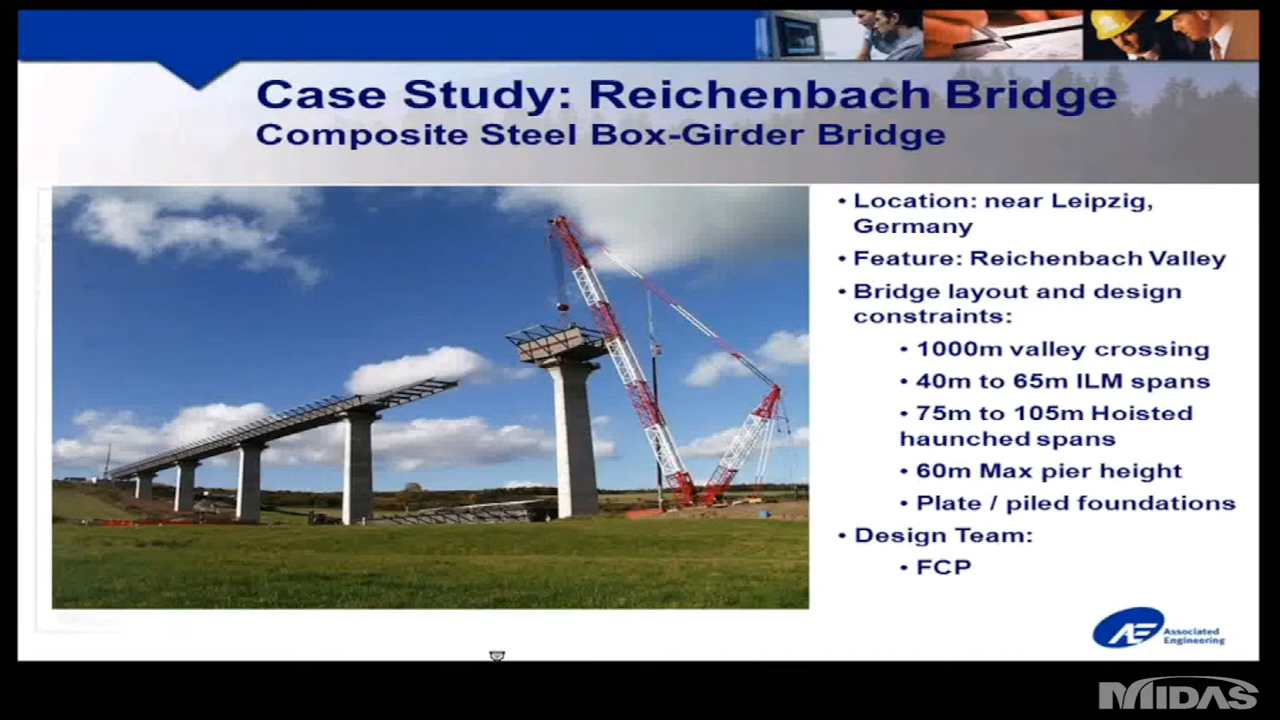 Case Study: Reichenbach Bridge
Composite Steel Box-Girder Bridge
• Location: near Leipzig,
Germany
• Feature: Reichenbach Valley
• Bridge layout and design
constraints:
• 1000m valley crossing
• 40m to 65m ILM spans
• 75m to 105m Hoisted
haunched spans
• 60m Max pier height
• Plate / piled foundations
• Design Team:
• FCP
AE Associated
Engineering
MIDAS